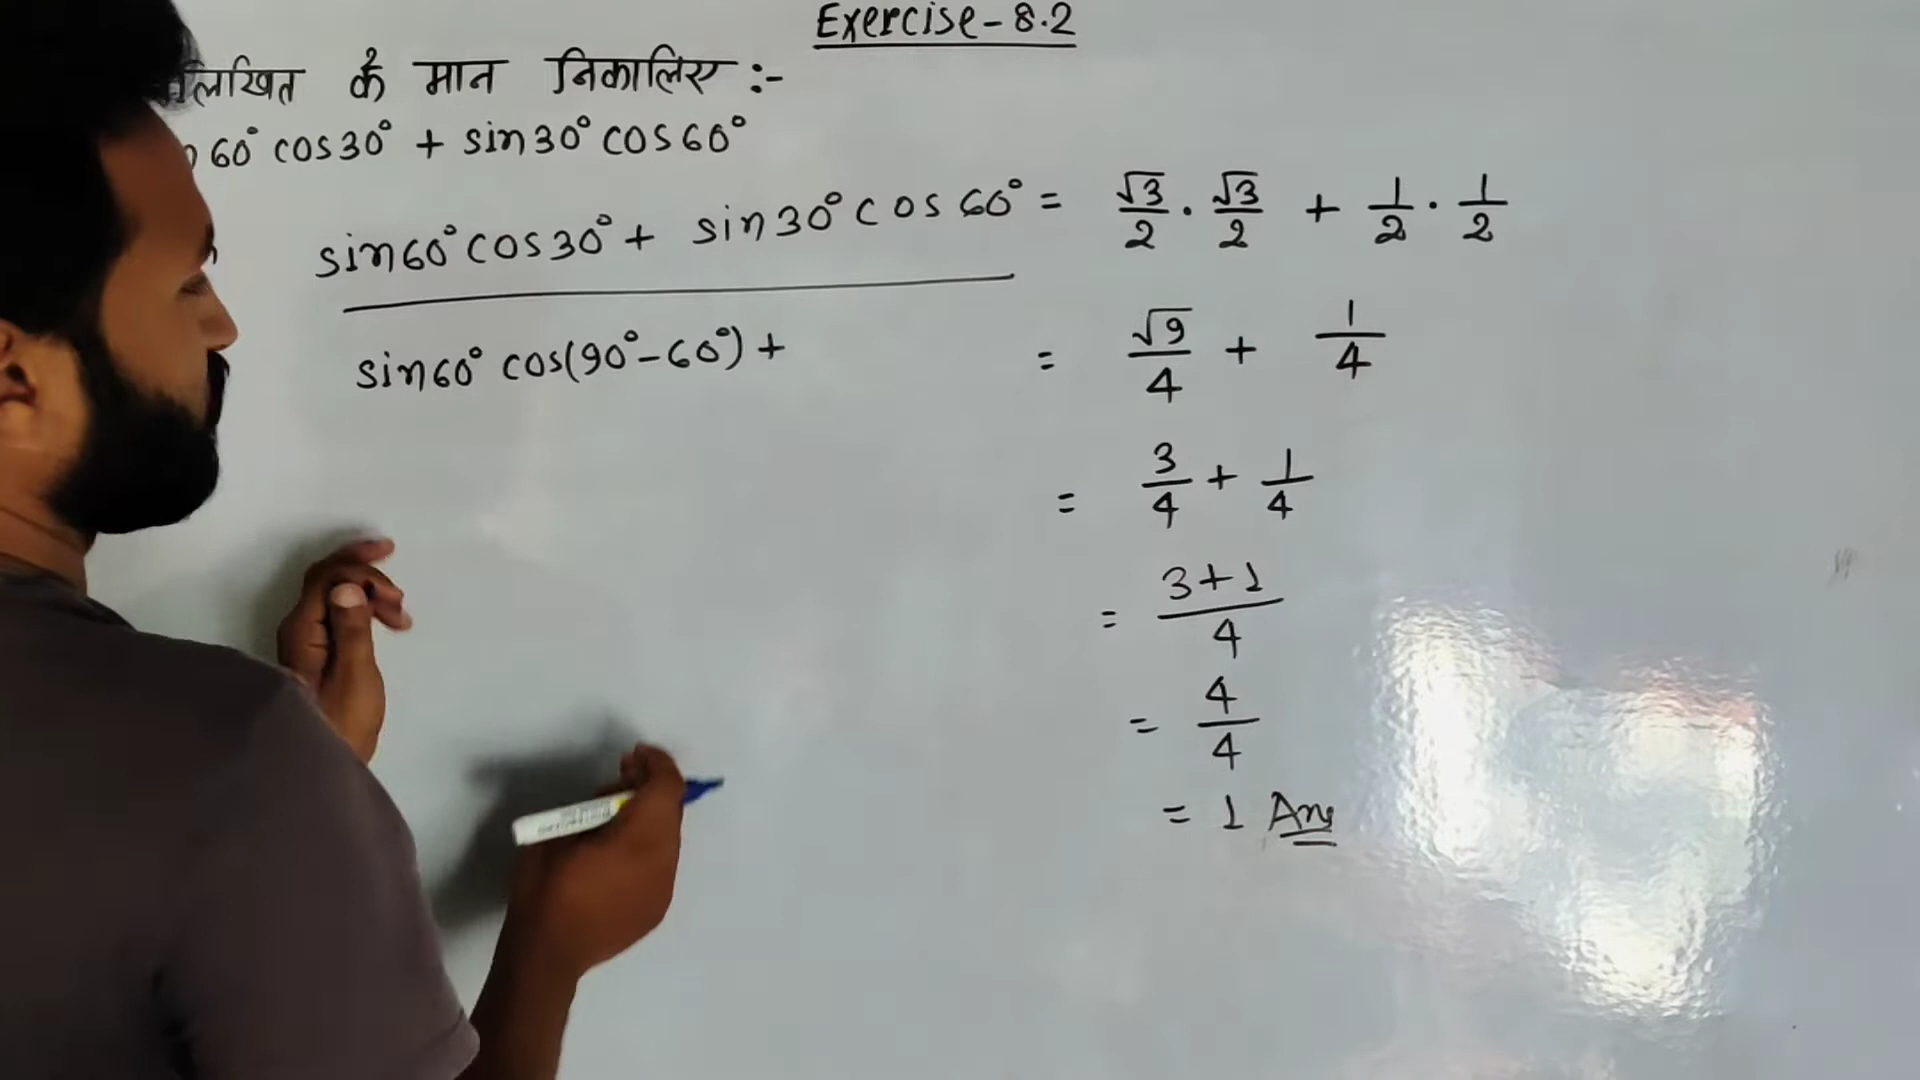 Exercise-8.2
लिखित के मान निकालिए :-
60° cos30° + sin30° cos60°
sin60° cos30° + sin30° cos60° = √3/2 . √3/2 + 1/2 . 1/2
= √9/4 + 1/4
sin60° cos(90°-60°) +
= 3/4 + 1/4
= 3+1/4
= 4/4
= 1 Ans